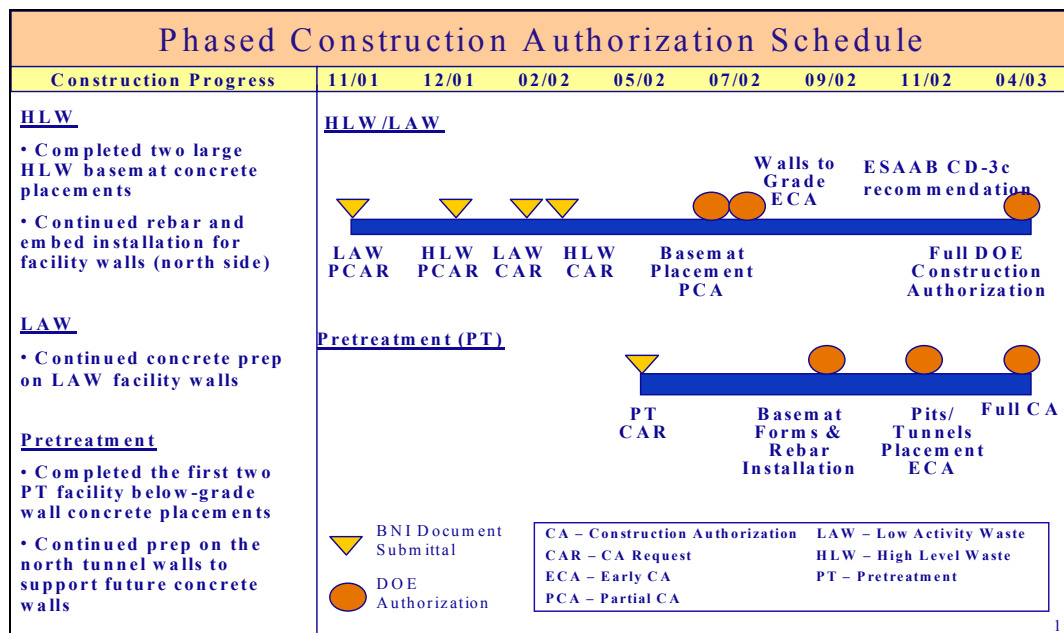 Phased Construction Authorization Schedule
Construction Progress
11/01 12/01 02/02 05/02 07/02 09/02 11/02 04/03
HLW
• Completed two large
HLW basemat concrete
placements
• Continued rebar and
embed installation for
facility walls (north side)
LAW
• Continued concrete prep
on LAW facility walls
Pretreatment
• Completed the first two
PT facility below-grade
wall concrete placements
• Continued prep on the
north tunnel walls to
support future concrete
walls
HLW/LAW
Walls to
Grade
ECA
ESAAB CD-3c
recommendation
LAW
PCAR
HLW
PCAR
LAW
CAR
HLW
CAR
Basemat
Placement
PCA
Full DOE
Construction
Authorization
Pretreatment (PT)
PT
CAR
Basemat
Forms &
Rebar
Installation
Pits/
Tunnels
Placement
ECA
Full CA
BNI Document
Submittal
DOE
Authorization
CA – Construction Authorization
CAR – CA Request
ECA – Early CA
PCA – Partial CA
LAW – Low Activity Waste
HLW – High Level Waste
PT – Pretreatment
1